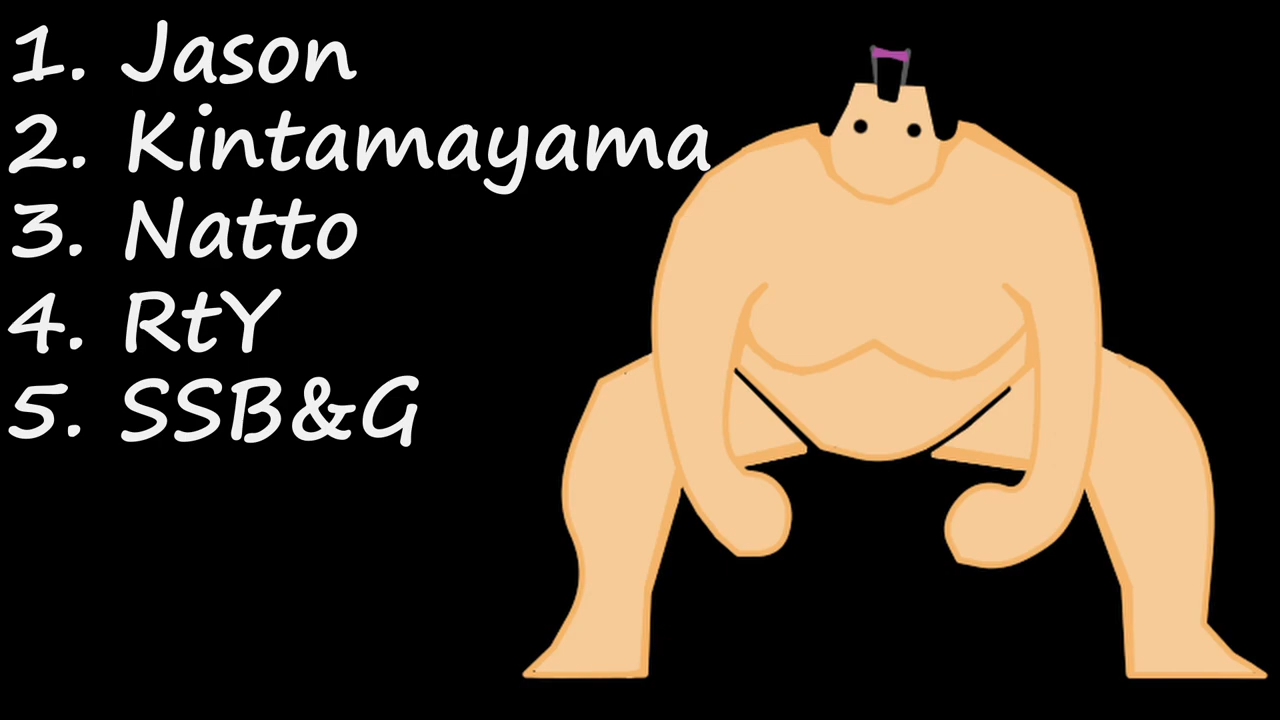 1. Jason
2. Kintamayama
3. Natto
4. RtY
5. SSB&G